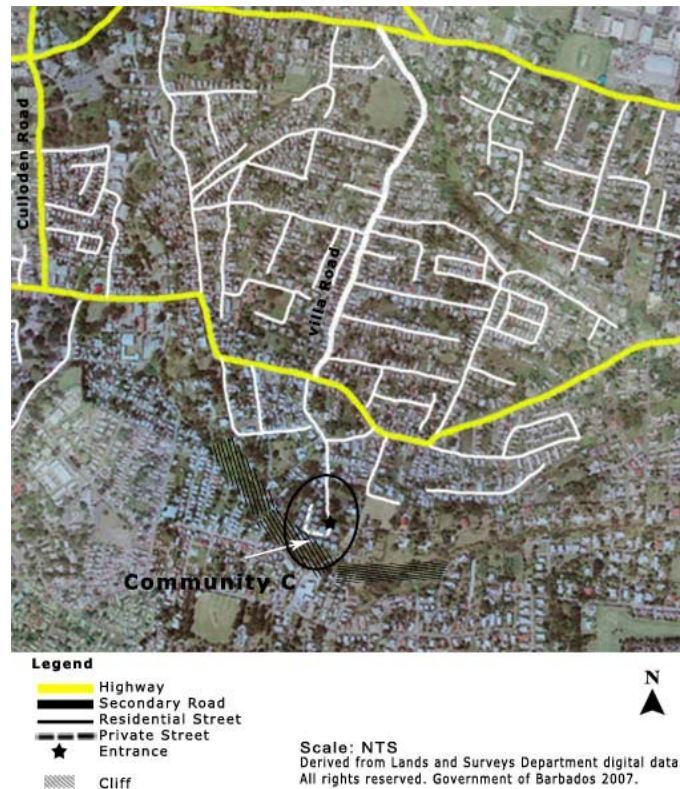 Culloden Road
Villa Road
Community C
Legend
Highway
Secondary Road
Residential Street
Private Street
Entrance
Cliff
N
Scale: NTS
Derived from Lands and Surveys Department digital data.
All rights reserved. Government of Barbados 2007.